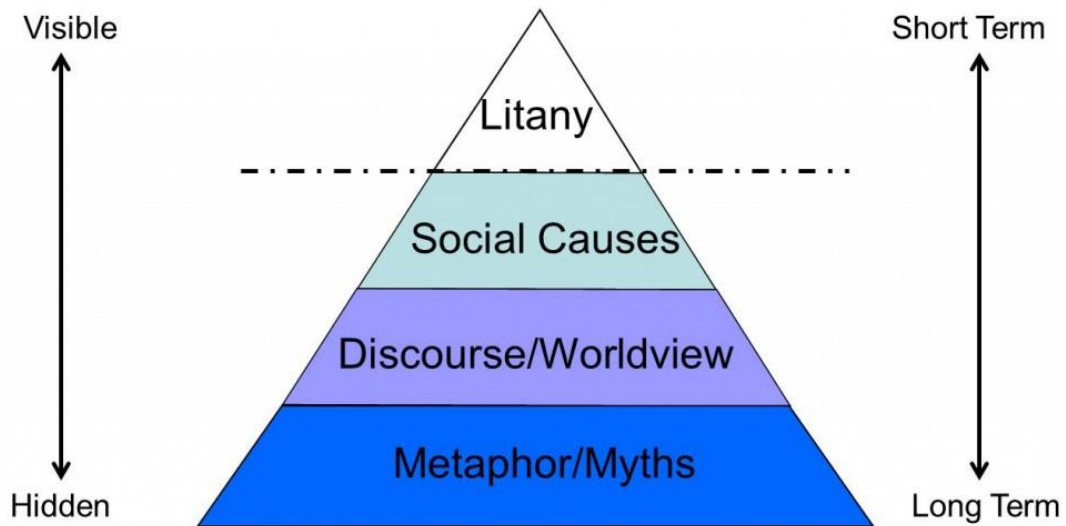 Visible
Short Term
Litany
Social Causes
Discourse/Worldview
Metaphor/Myths
Hidden
Long Term